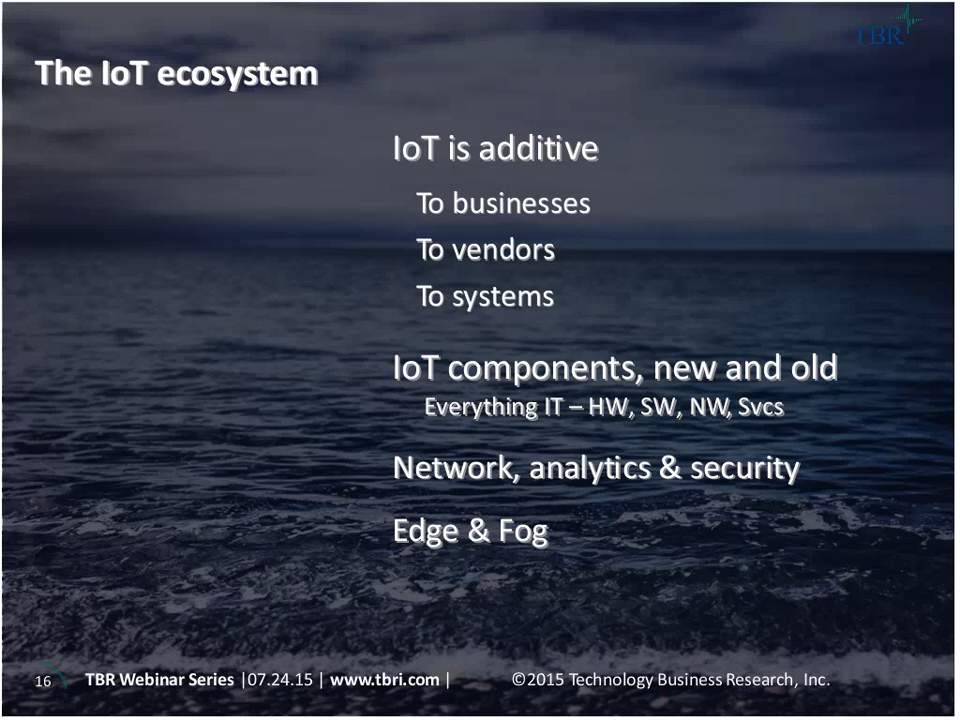 TBR
The IoT ecosystem
IoT is additive
To businesses
To vendors
To systems
IoT components, new and old
Everything IT – HW, SW, NW, Svcs
Network, analytics & security
Edge & Fog
16 TBR Webinar Series |07.24.15 | www.tbri.com | ©2015 Technology Business Research, Inc.